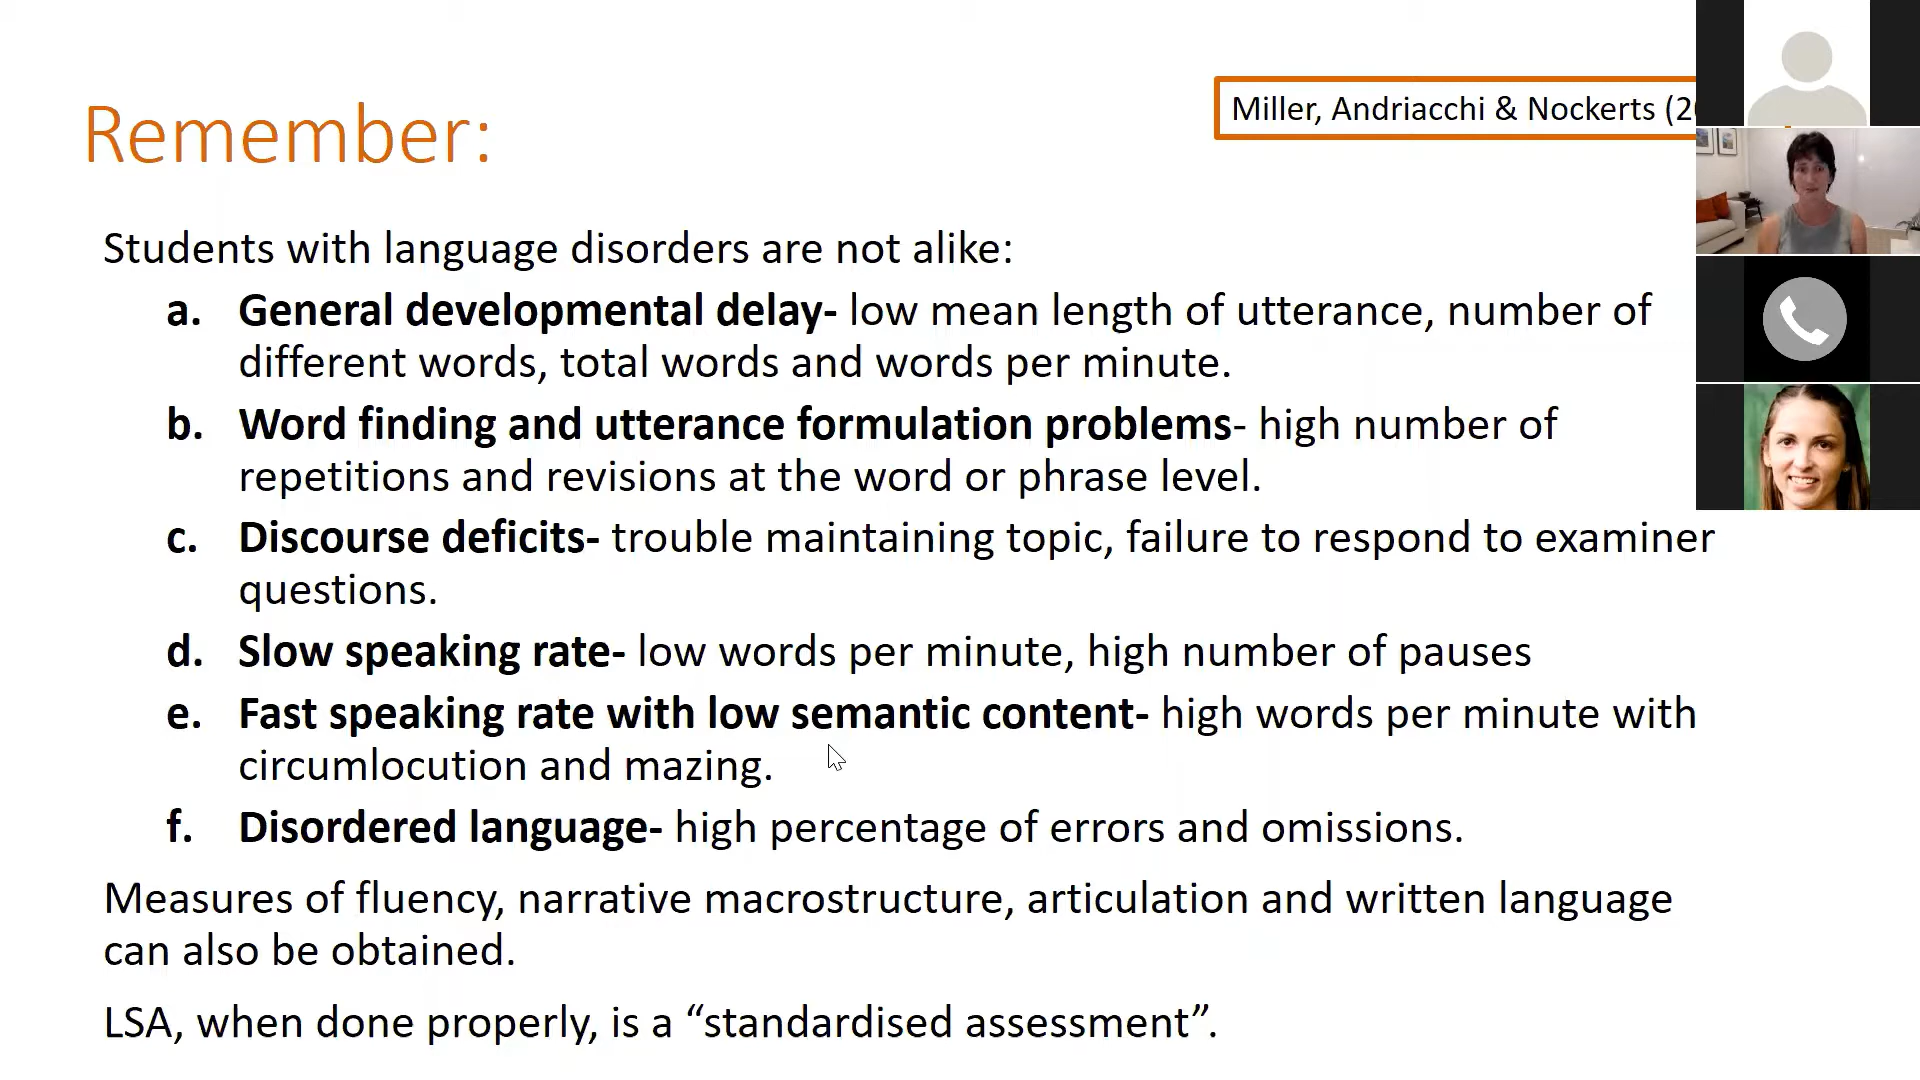 Remember:
Miller, Andriacchi & Nockerts (2
Students with language disorders are not alike:
a. General developmental delay- low mean length of utterance, number of
different words, total words and words per minute.
b. Word finding and utterance formulation problems- high number of
repetitions and revisions at the word or phrase level.
c. Discourse deficits- trouble maintaining topic, failure to respond to examiner
questions.
d. Slow speaking rate- low words per minute, high number of pauses
e. Fast speaking rate with low semantic content- high words per minute with
circumlocution and mazing.
f. Disordered language- high percentage of errors and omissions.
Measures of fluency, narrative macrostructure, articulation and written language
can also be obtained.
LSA, when done properly, is a “standardised assessment”.